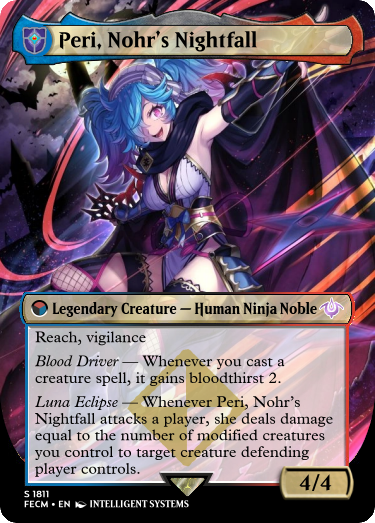 Peri, Nohr's Nightfall
Legendary Creature — Human Ninja Noble
Reach, vigilance
Blood Driver — Whenever you cast a
creature spell, it gains bloodthirst 2.
Luna Eclipse — Whenever Peri, Nohr's
Nightfall attacks a player, she deals damage
equal to the number of modified creatures
you control to target creature defending
player controls.
4/4
S 1811
FECM • EN INTELLIGENT SYSTEMS